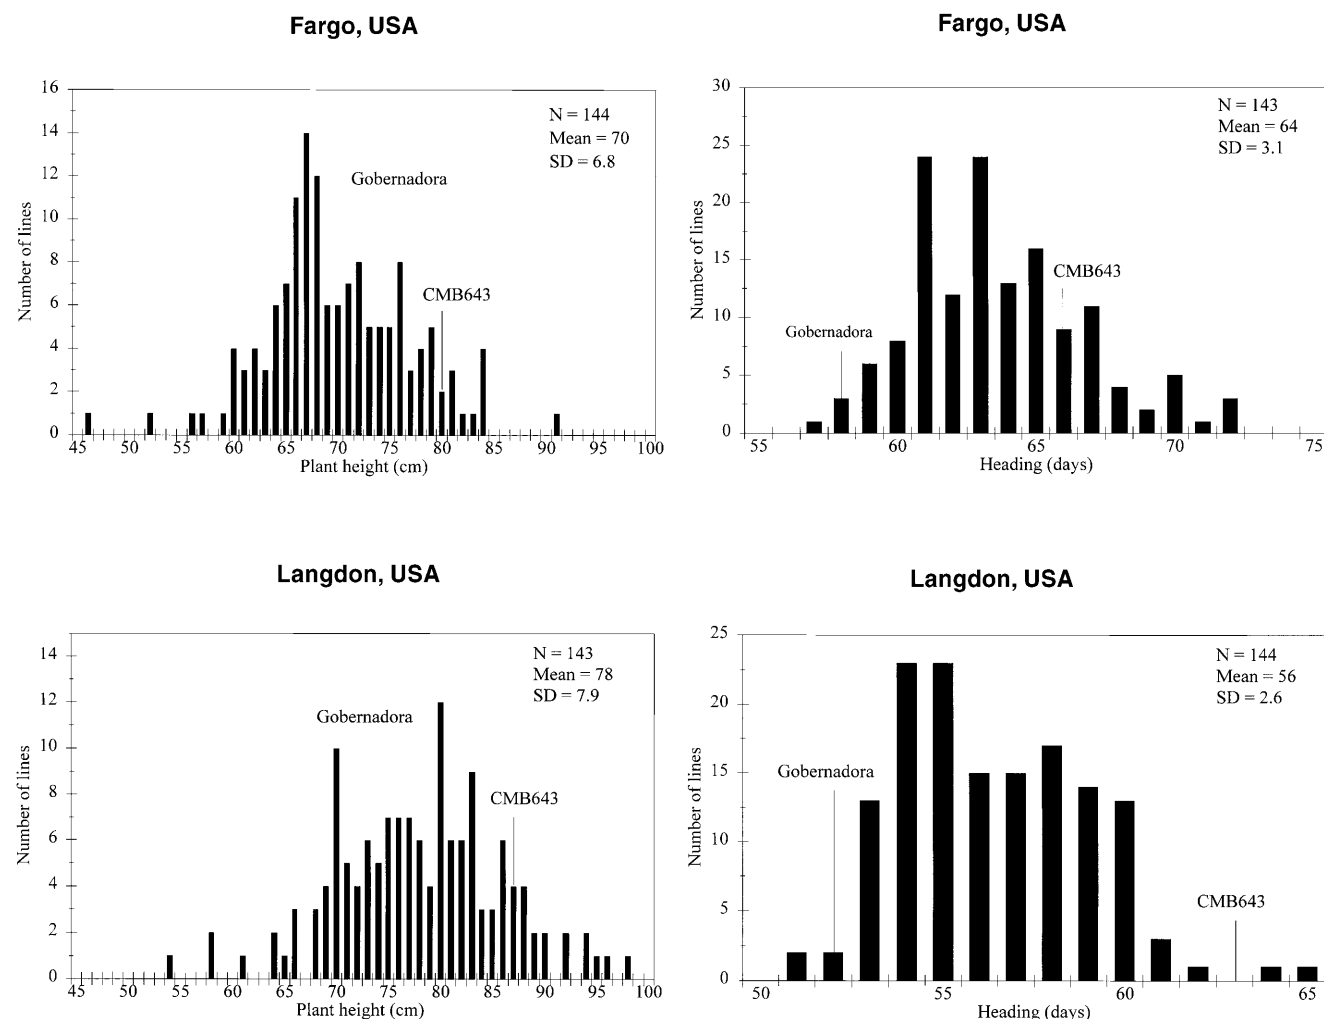 Fargo, USA
16
14
12
10
8
6
4
2
0
Number of lines
N = 144
Mean = 70
SD = 6.8
Gobernadora
CMB643
45 50 55 60 65 70 75 80 85 90 95 100
Plant height (cm)
Fargo, USA
30
25
20
15
10
5
0
Number of lines
N = 143
Mean = 64
SD = 3.1
CMB643
Gobernadora
55 60 65 70 75
Heading (days)
Langdon, USA
14
12
10
8
6
4
2
0
Number of lines
N = 143
Mean = 78
SD = 7.9
Gobernadora
CMB643
45 50 55 60 65 70 75 80 85 90 95 100
Plant height (cm)
Langdon, USA
25
20
15
10
5
0
Number of lines
N = 144
Mean = 56
SD = 2.6
Gobernadora
CMB643
50 55 60 65
Heading (days)